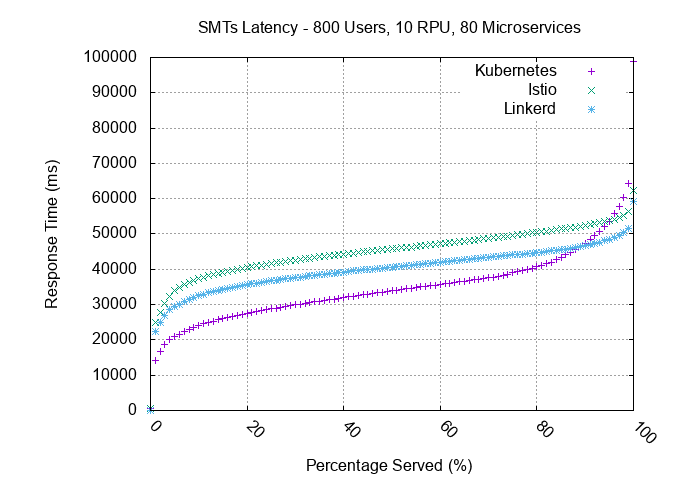 SMTs Latency - 800 Users, 10 RPU, 80 Microservices
100000
90000
80000
70000
60000
50000
40000
30000
20000
10000
0
Response Time (ms)
Kubernetes
Istio
Linkerd
0
20
40
60
80
100
Percentage Served (%)